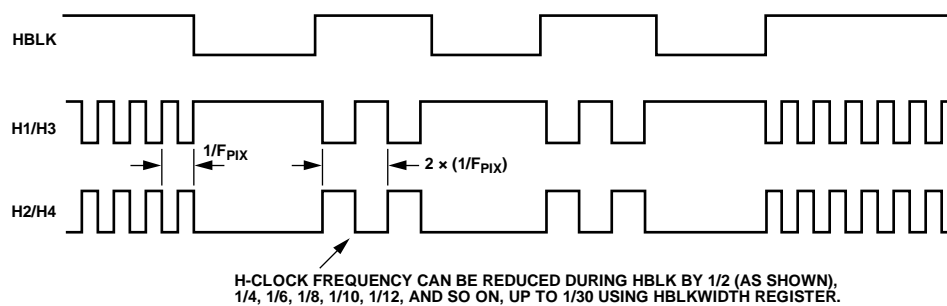 HBLK
H1/H3
1/FPIX
2 × (1/FPIX)
H2/H4
H-CLOCK FREQUENCY CAN BE REDUCED DURING HBLK BY 1/2 (AS SHOWN),
1/4, 1/6, 1/8, 1/10, 1/12, AND SO ON, UP TO 1/30 USING HBLKWIDTH REGISTER.